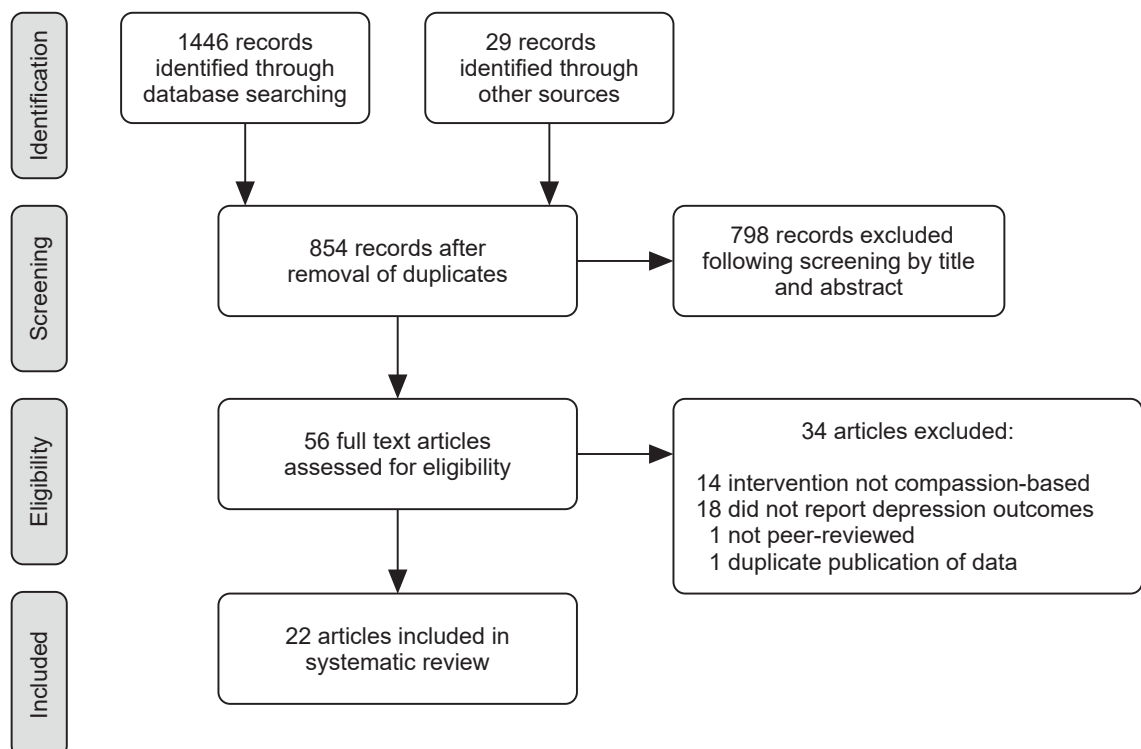 Identification
1446 records
identified through
database searching
29 records
identified through
other sources
Screening
854 records after
removal of duplicates
798 records excluded
following screening by title
and abstract
Eligibility
56 full text articles
assessed for eligibility
34 articles excluded:
14 intervention not compassion-based
18 did not report depression outcomes
1 not peer-reviewed
1 duplicate publication of data
Included
22 articles included in
systematic review